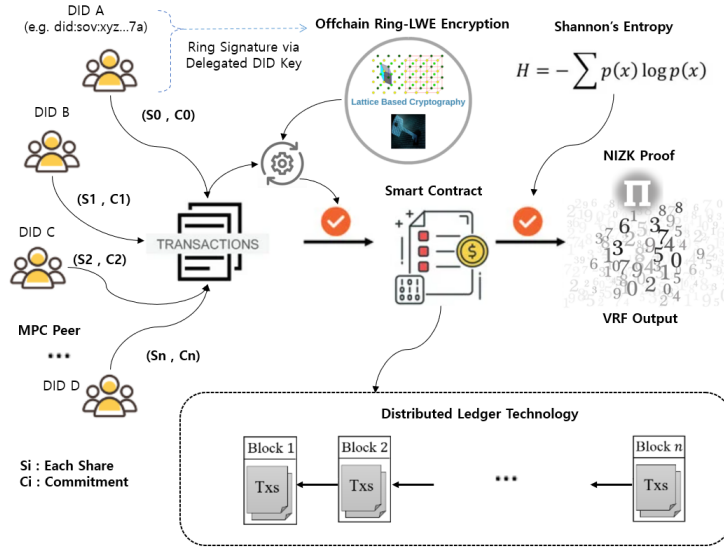 DID A
(e.g. did:sov:xyz...7a)
Ring Signature via
Delegated DID Key
Offchain Ring-LWE Encryption
Lattice Based Cryptography
Shannon's Entropy
H = − ∑ p(x) log p(x)
DID B
(S0 , C0)
(S1 , C1)
DID C
(S2 , C2)
TRANSACTIONS
Smart Contract
NIZK Proof
∏
VRF Output
MPC Peer
...
(Sn , Cn)
DID D
Si : Each Share
Ci : Commitment
Distributed Ledger Technology
Block 1
Block 2
Block n
Txs
Txs
...
Txs